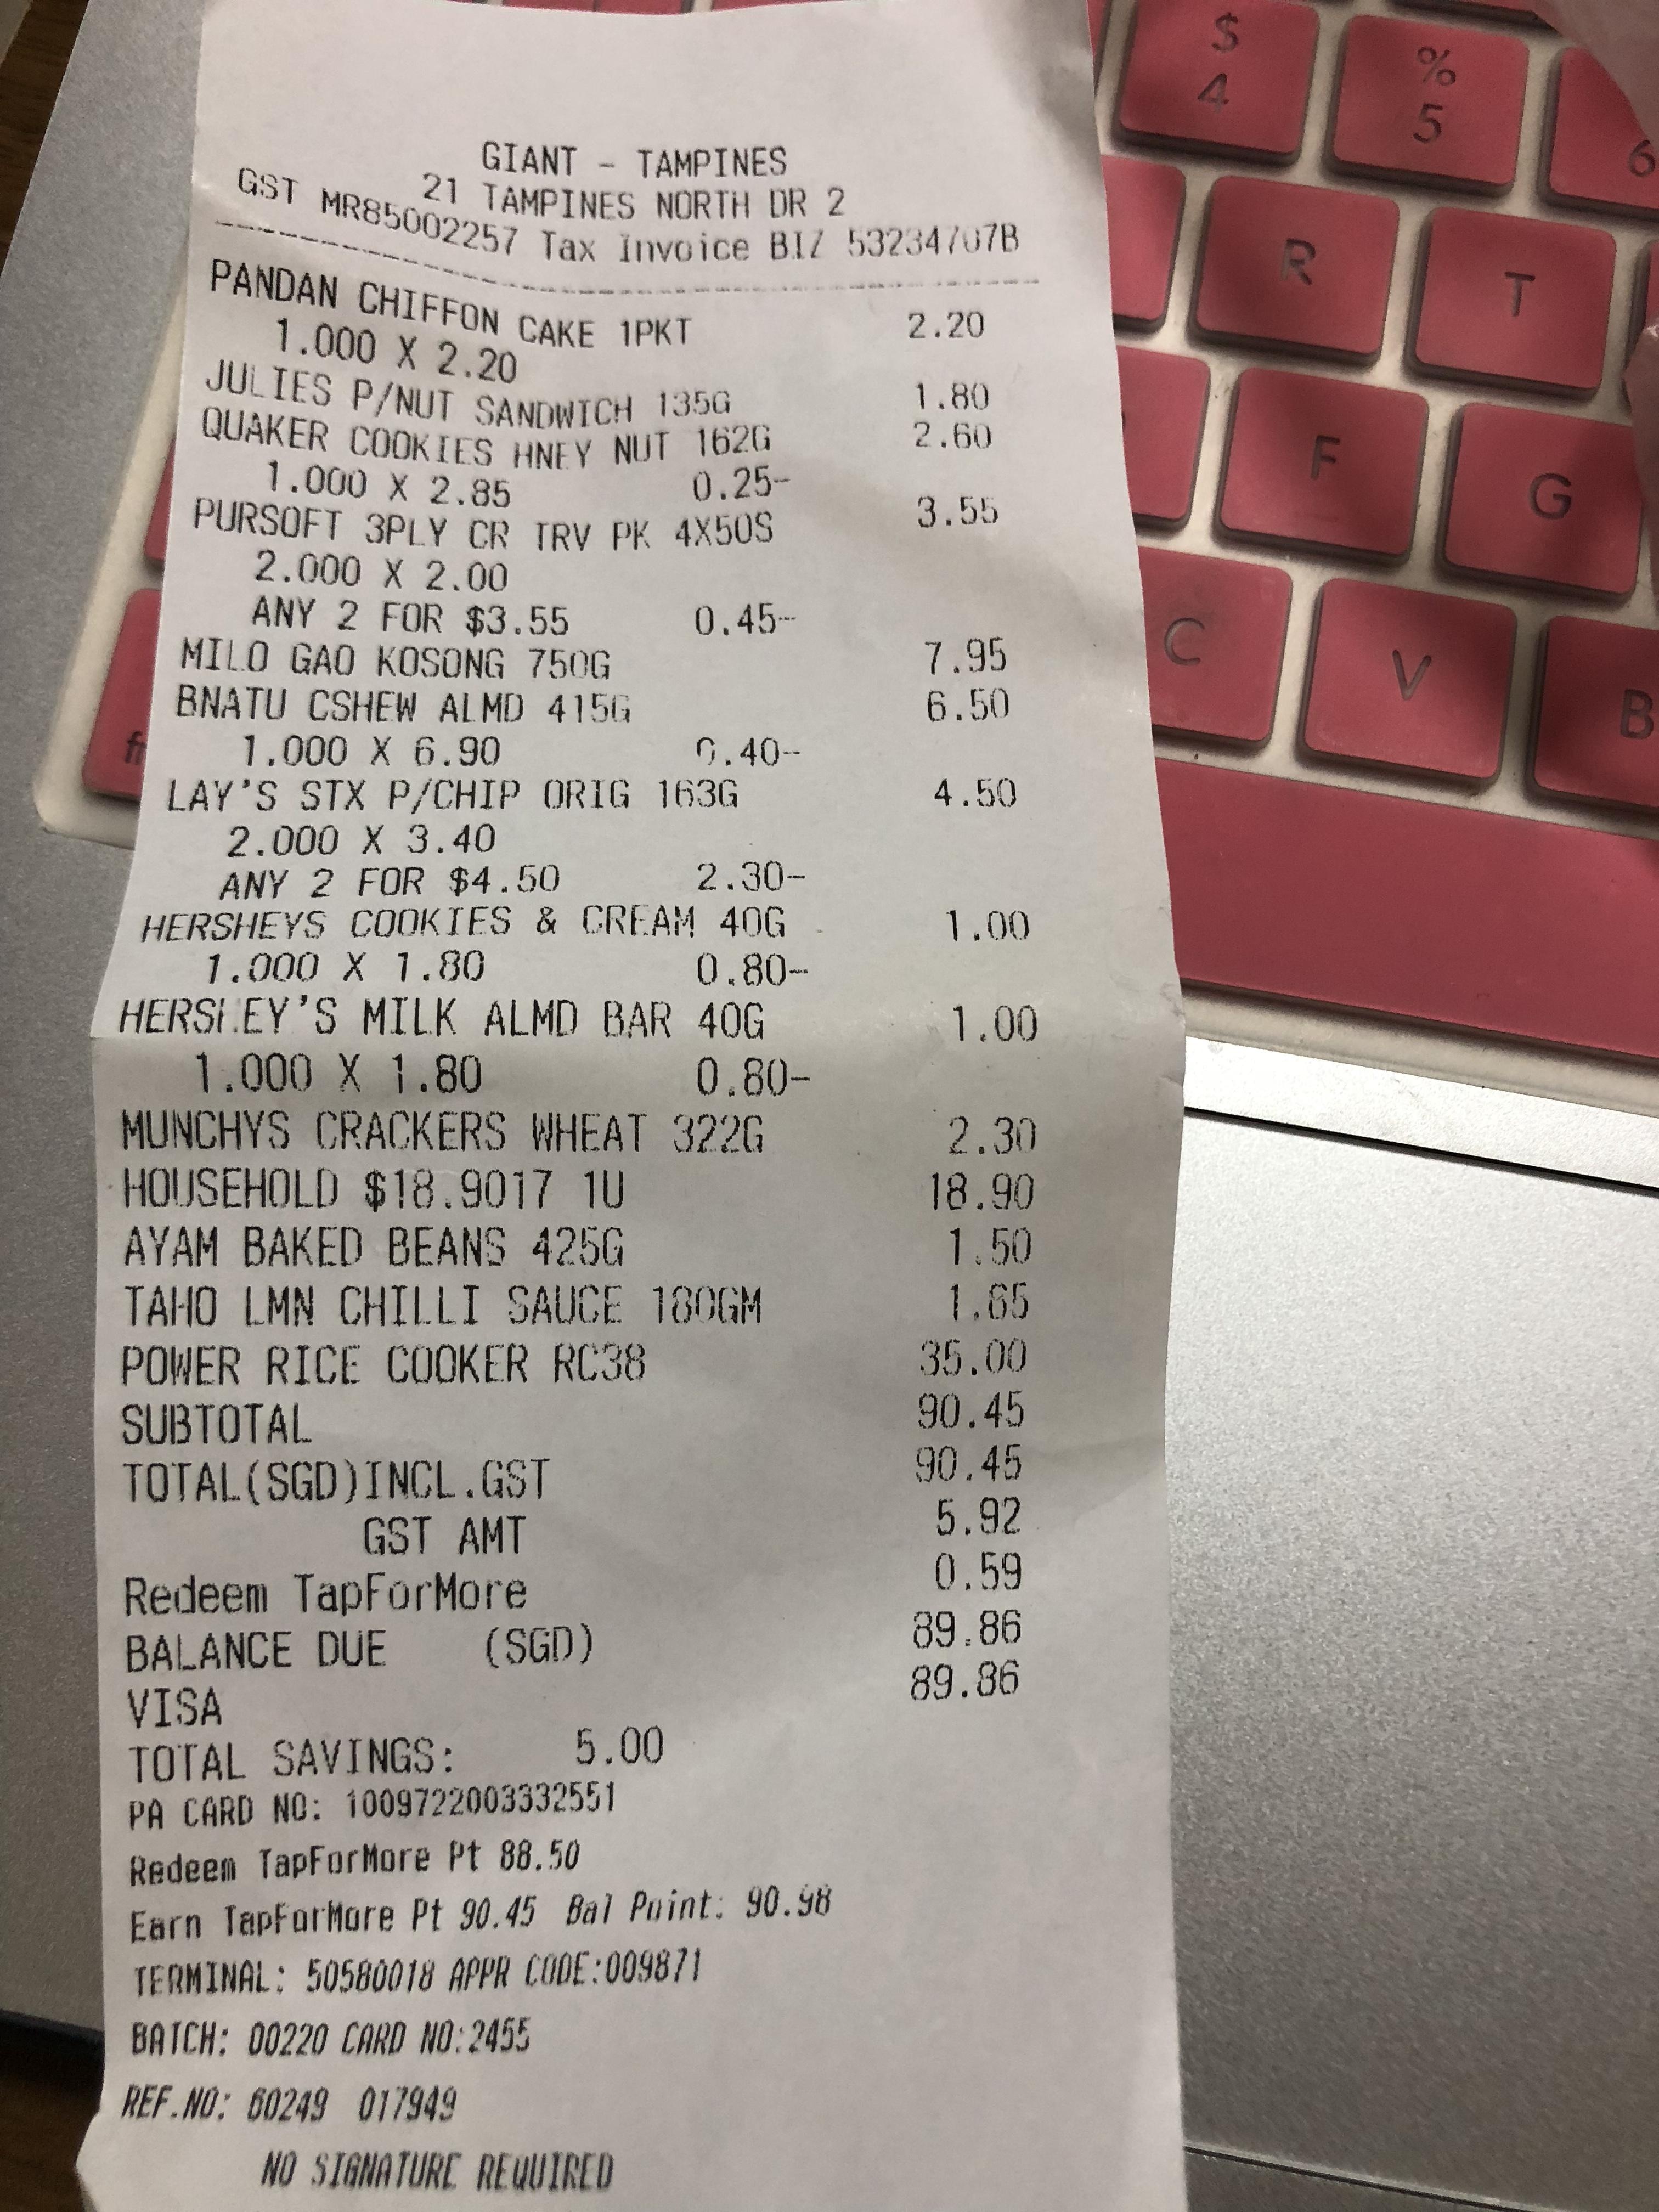 GIANT - TAMPINES
21 TAMPINES NORTH DR 2
GST MR85002257 Tax Invoice BIZ 53234707B
PANDAN CHIFFON CAKE 1PKT 2.20
1.000 X 2.20
JULIES P/NUT SANDWICH 135G 1.80
QUAKER COOKIES HNEY NUT 162G 2.60
1.000 X 2.85 0.25-
PURSOFT 3PLY CR TRV PK 4X50S 3.55
2.000 X 2.00
ANY 2 FOR $3.55 0.45-
MILO GAO KOSONG 750G 7.95
BNATU CSHEW ALMD 415G 6.50
1.000 X 6.90 0.40-
LAY'S STX P/CHIP ORIG 163G 4.50
2.000 X 3.40
ANY 2 FOR $4.50 2.30-
HERSHEYS COOKIES & CREAM 40G 1.00
1.000 X 1.80 0.80-
HERSHEY'S MILK ALMD BAR 40G 1.00
1.000 X 1.80 0.80-
MUNCHYS CRACKERS WHEAT 322G 2.30
HOUSEHOLD $18.9017 1U 18.90
AYAM BAKED BEANS 425G 1.50
TAHO LMN CHILLI SAUCE 180GM 1.65
POWER RICE COOKER RC38 35.00
SUBTOTAL 90.45
TOTAL(SGD)INCL.GST 90.45
GST AMT 5.92
Redeem TapForMore 0.59
BALANCE DUE (SGD) 89.86
VISA 89.86
TOTAL SAVINGS: 5.00
PA CARD NO: 1009722003332551
Redeem TapForMore Pt 88.50
Earn TapForMore Pt 90.45 Bal Point: 90.98
TERMINAL: 50580018 APPR CODE:009871
BATCH: 00220 CARD NO:2455
REF.NO: 60249 017949
NO SIGNATURE REQUIRED
$ %
4 5 6
R T
F G
C V B
fn